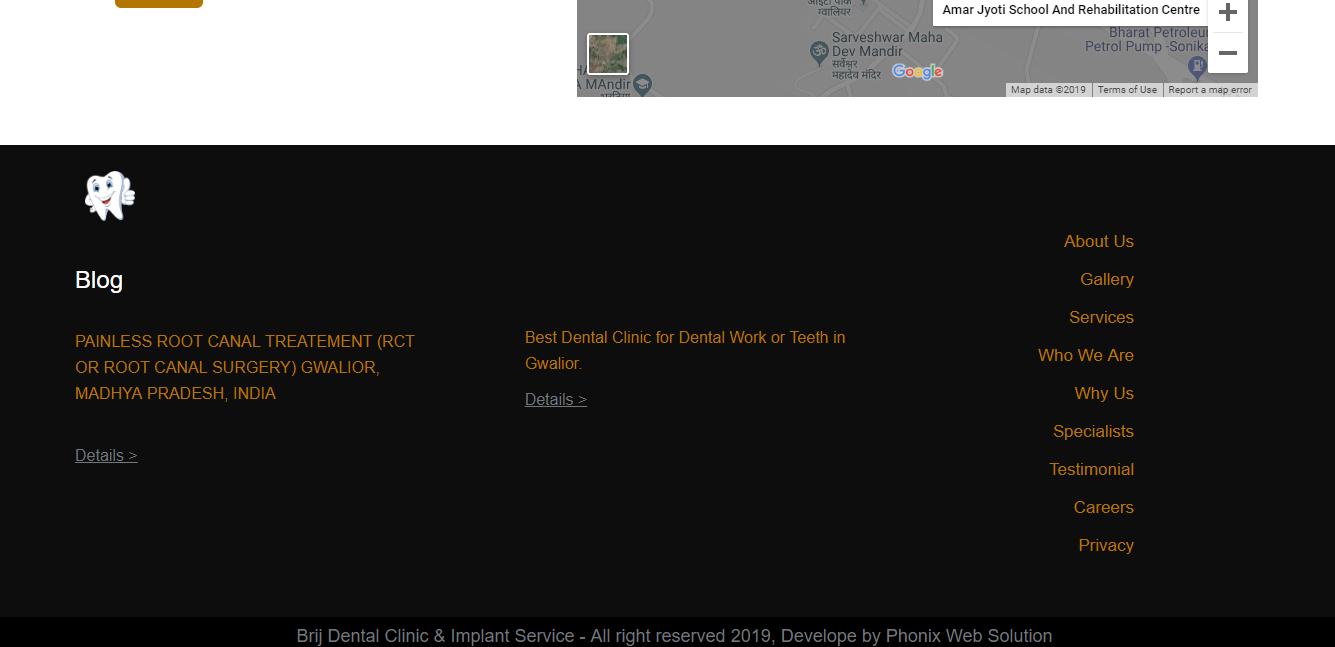 आइटी पार्क
ग्वालियर
Amar Jyoti School And Rehabilitation Centre
Sarveshwar Maha
Dev Mandir
सर्वेश्वर
महादेव मंदिर
Bharat Petroleum
Petrol Pump -Sonika
A MAndir
Google
Map data ©2019
Terms of Use
Report a map error
Blog
PAINLESS ROOT CANAL TREATEMENT (RCT
OR ROOT CANAL SURGERY) GWALIOR,
MADHYA PRADESH, INDIA
Details >
Best Dental Clinic for Dental Work or Teeth in
Gwalior.
Details >
About Us
Gallery
Services
Who We Are
Why Us
Specialists
Testimonial
Careers
Privacy
Brij Dental Clinic & Implant Service - All right reserved 2019, Develope by Phonix Web Solution